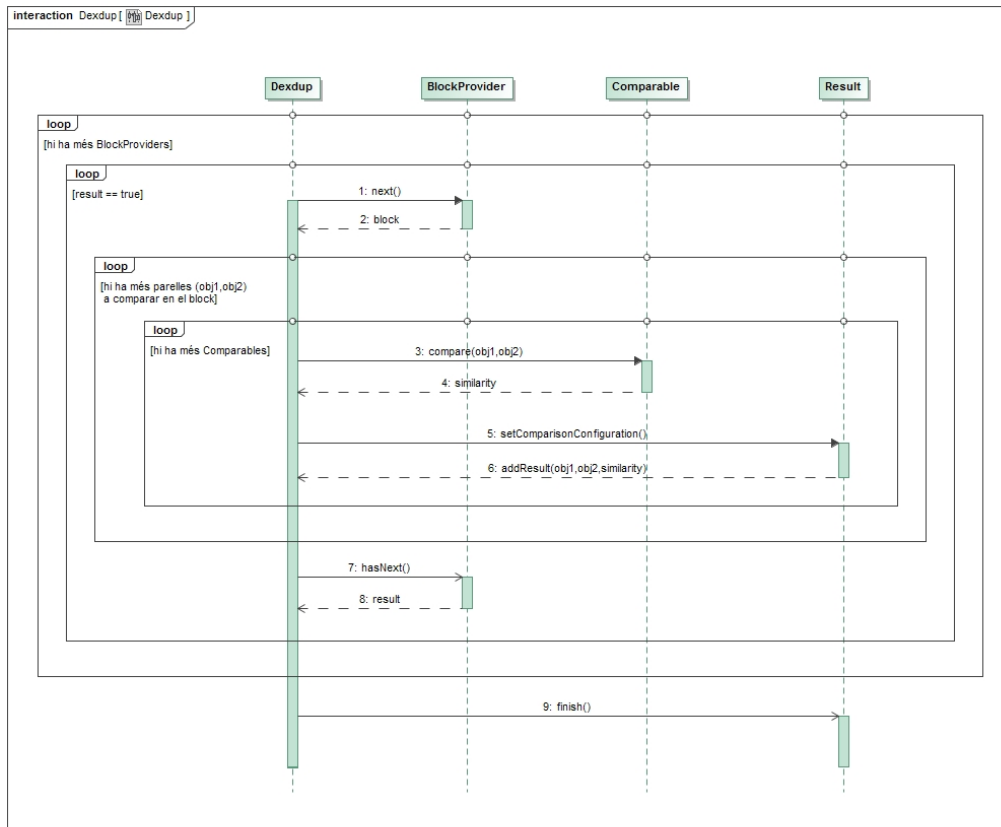 interaction Dexdup [ Dexdup ]
Dexdup
BlockProvider
Comparable
Result
loop
[hi ha més BlockProviders]
loop
[result == true]
1: next()
2: block
loop
[hi ha més parelles (obj1,obj2)
a comparar en el block]
loop
[hi ha més Comparables]
3: compare(obj1,obj2)
4: similarity
5: setComparisonConfiguration()
6: addResult(obj1,obj2,similarity)
7: hasNext()
8: result
9: finish()